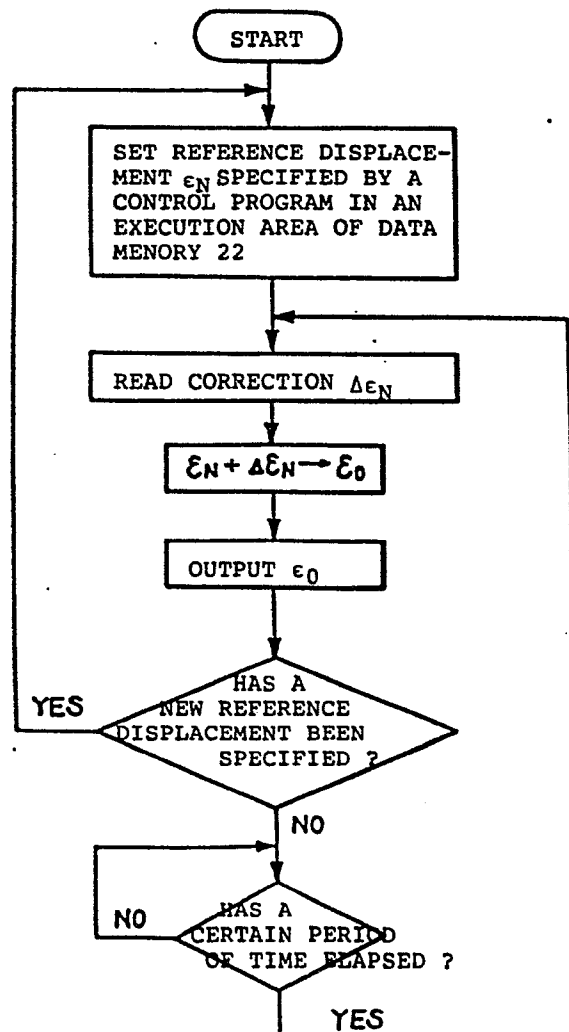 START
SET REFERENCE DISPLACE-
MENT εN SPECIFIED BY A
CONTROL PROGRAM IN AN
EXECUTION AREA OF DATA
MENORY 22
READ CORRECTION ΔεN
εN + ΔεN → ε0
OUTPUT ε0
HAS A
NEW REFERENCE
DISPLACEMENT BEEN
SPECIFIED ?
YES
NO
HAS A
CERTAIN PERIOD
OF TIME ELAPSED ?
NO
YES